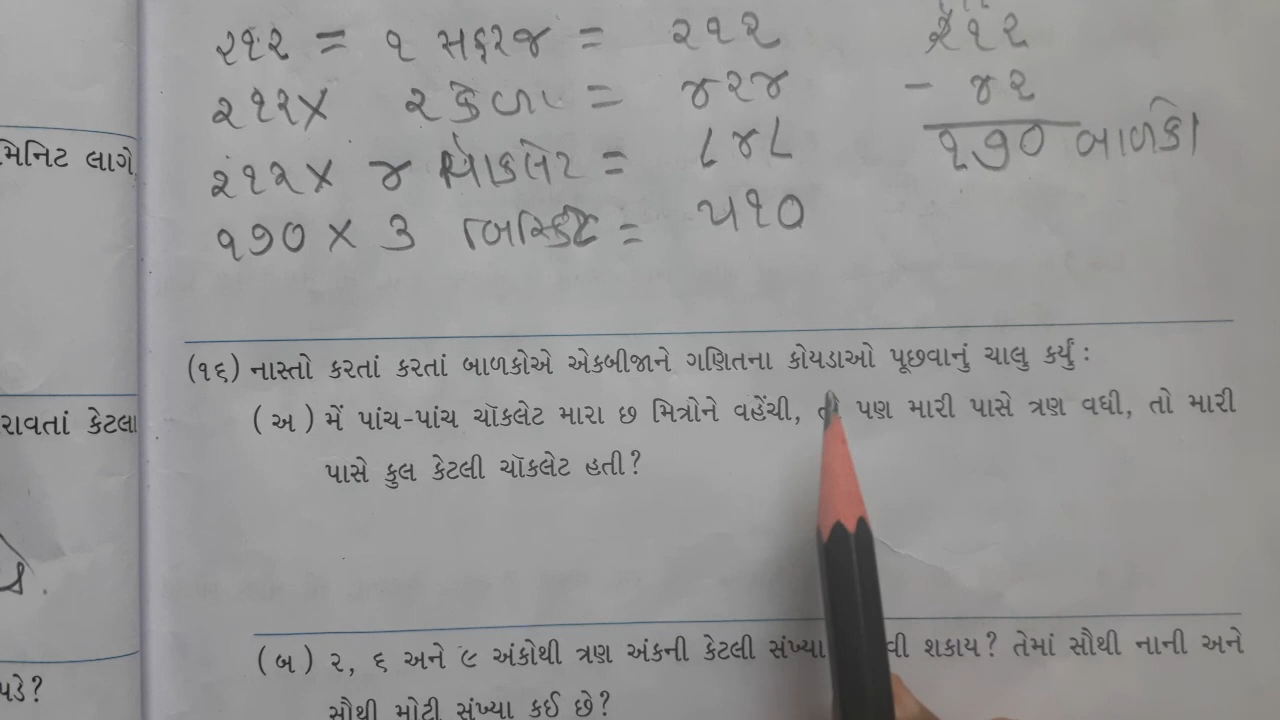 ૨૧૨ = ૧ સફરજ = ૨૧૨
૨૧૨ X ૨ કેળા = ૪૨૪
૨૧૨ X ૪ ચોકલેટ = ૮૪૮
૧૭૦ X ૩ બિસ્કિટ = ૫૧૦
૨૧૨
- ૪૨
૧૭૦ બાળકો
મિનિટ લાગે
રાવતાં કેટલા
પડે?
(૧૬) નાસ્તો કરતાં કરતાં બાળકોએ એકબીજાને ગણિતના કોયડાઓ પૂછવાનું ચાલુ કર્યું :
(અ) મેં પાંચ-પાંચ ચૉકલેટ મારા છ મિત્રોને વહેંચી, પણ મારી પાસે ત્રણ વધી, તો મારી
પાસે કુલ કેટલી ચૉકલેટ હતી?
(બ) ૨, ૬ અને ૯ અંકોથી ત્રણ અંકની કેટલી સંખ્યા વી શકાય? તેમાં સૌથી નાની અને
સૌથી મોટી સંખ્યા કઈ છે?